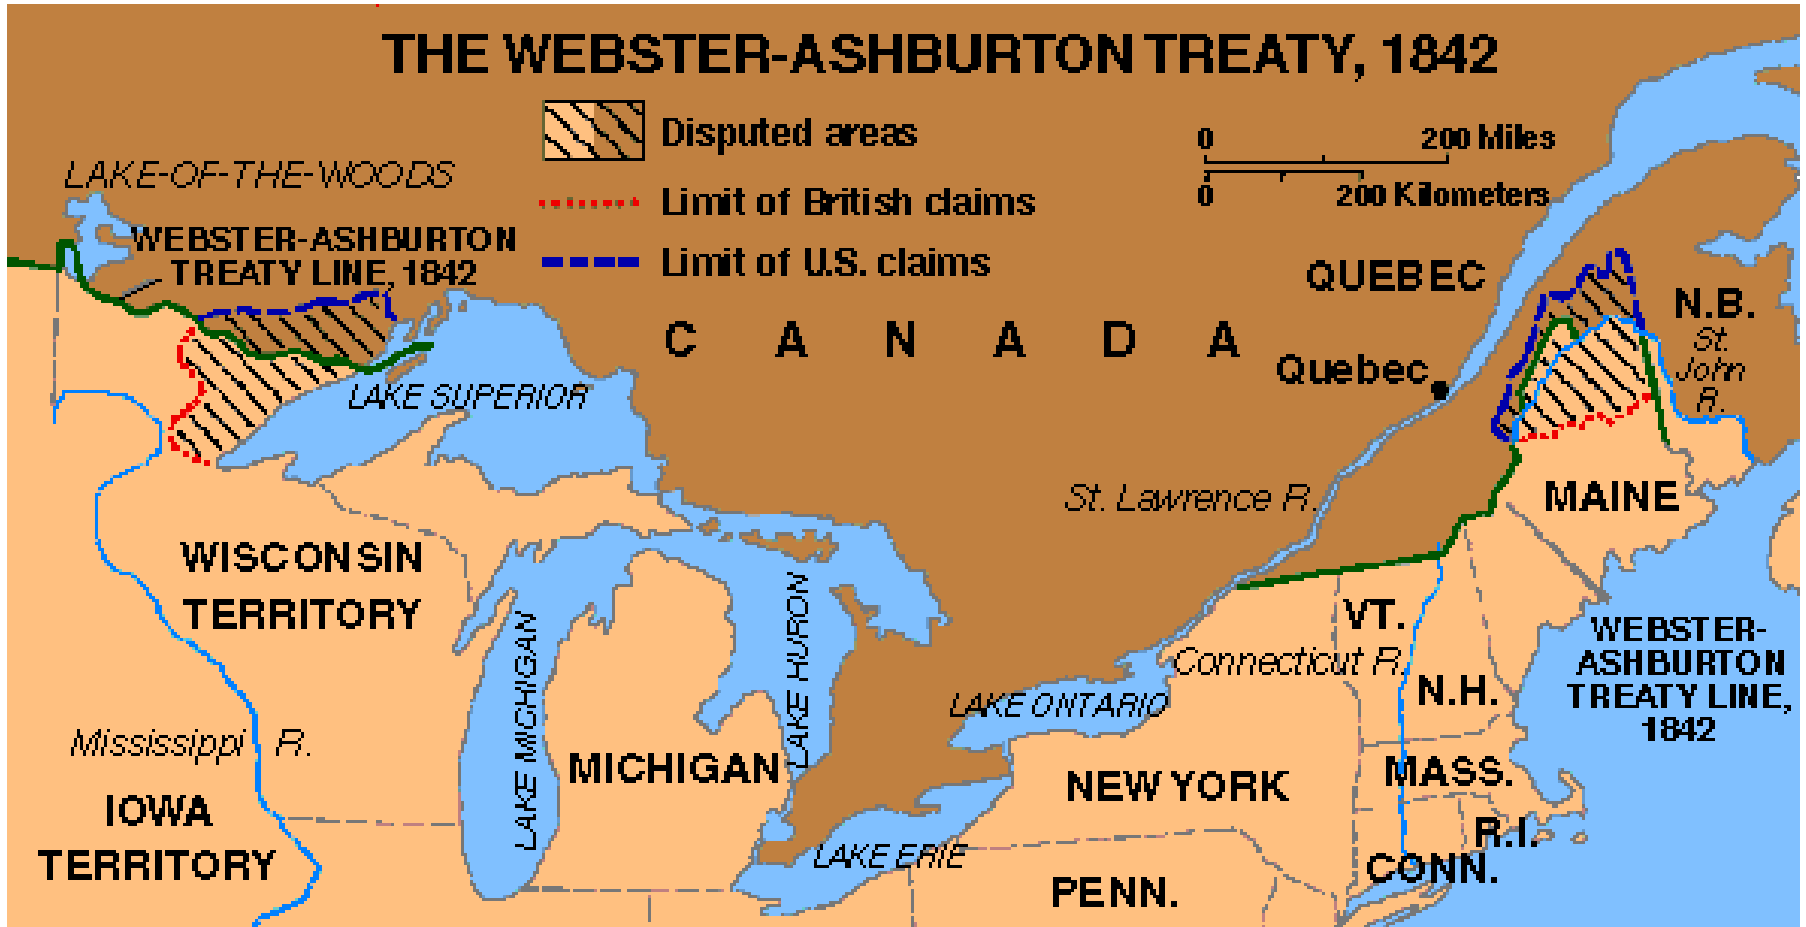 THE WEBSTER-ASHBURTON TREATY, 1842
Disputed areas
0 200 Miles
0 200 Kilometers
Limit of British claims
Limit of U.S. claims
LAKE-OF-THE-WOODS
WEBSTER-ASHBURTON
TREATY LINE, 1842
QUEBEC
N.B.
St.
John
R.
C A N A D A
Quebec
LAKE SUPERIOR
St. Lawrence R.
MAINE
WISCONSIN
TERRITORY
VT.
WEBSTER-
ASHBURTON
TREATY LINE,
1842
Connecticut R.
N.H.
LAKE MICHIGAN
LAKE HURON
LAKE ONTARIO
Mississippi R.
MICHIGAN
NEW YORK
MASS.
IOWA
TERRITORY
R.I.
LAKE ERIE
CONN.
PENN.